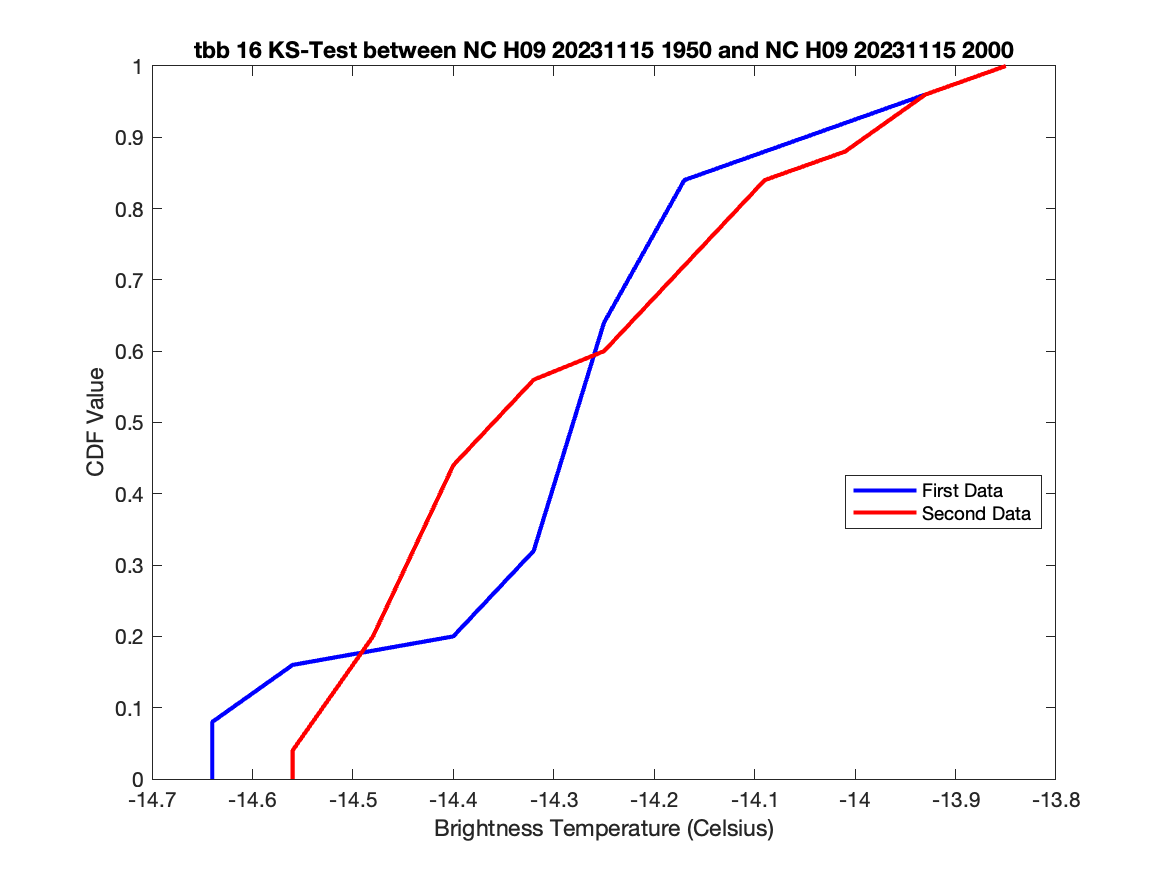 tbb 16 KS-Test between NC H09 20231115 1950 and NC H09 20231115 2000
1
0.9
0.8
0.7
0.6
0.5
0.4
0.3
0.2
0.1
0
CDF Value
First Data
Second Data
-14.7 -14.6 -14.5 -14.4 -14.3 -14.2 -14.1 -14 -13.9 -13.8
Brightness Temperature (Celsius)